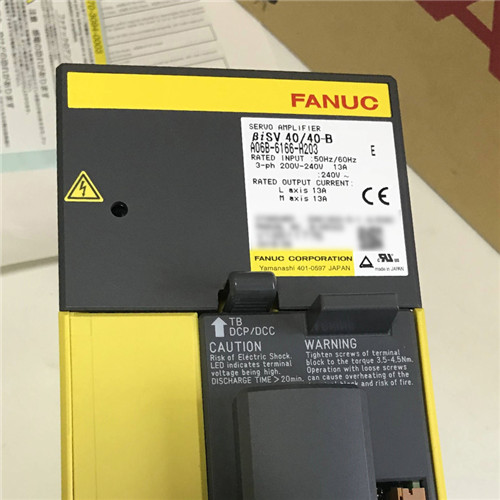 FANUC
SERVO AMPLIFIER
βiSV 40/40-B
A06B-6166-H203 E
RATED INPUT :50Hz/60Hz
3-ph 200V-240V 13A
:240V~
RATED OUTPUT CURRENT:
L axis 13A
M axis 13A
CE
FANUC CORPORATION
Yamanashi 401-0597 JAPAN
made in JAPAN
TB
DCP/DCC
CAUTION
Risk of Electric Shock.
LED indicates terminal
voltage being high.
DISCHARGE TIME > 20min.
WARNING
Tighten screws of terminal
block to the torque 3.5-4.5Nm.
Operation with loose screws
can cause overheating of the
block and risk of fire.